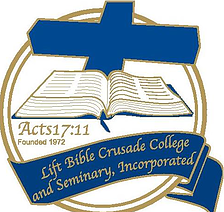 Acts17:11
Founded 1972
Lift Bible Crusade College
and Seminary, Incorporated